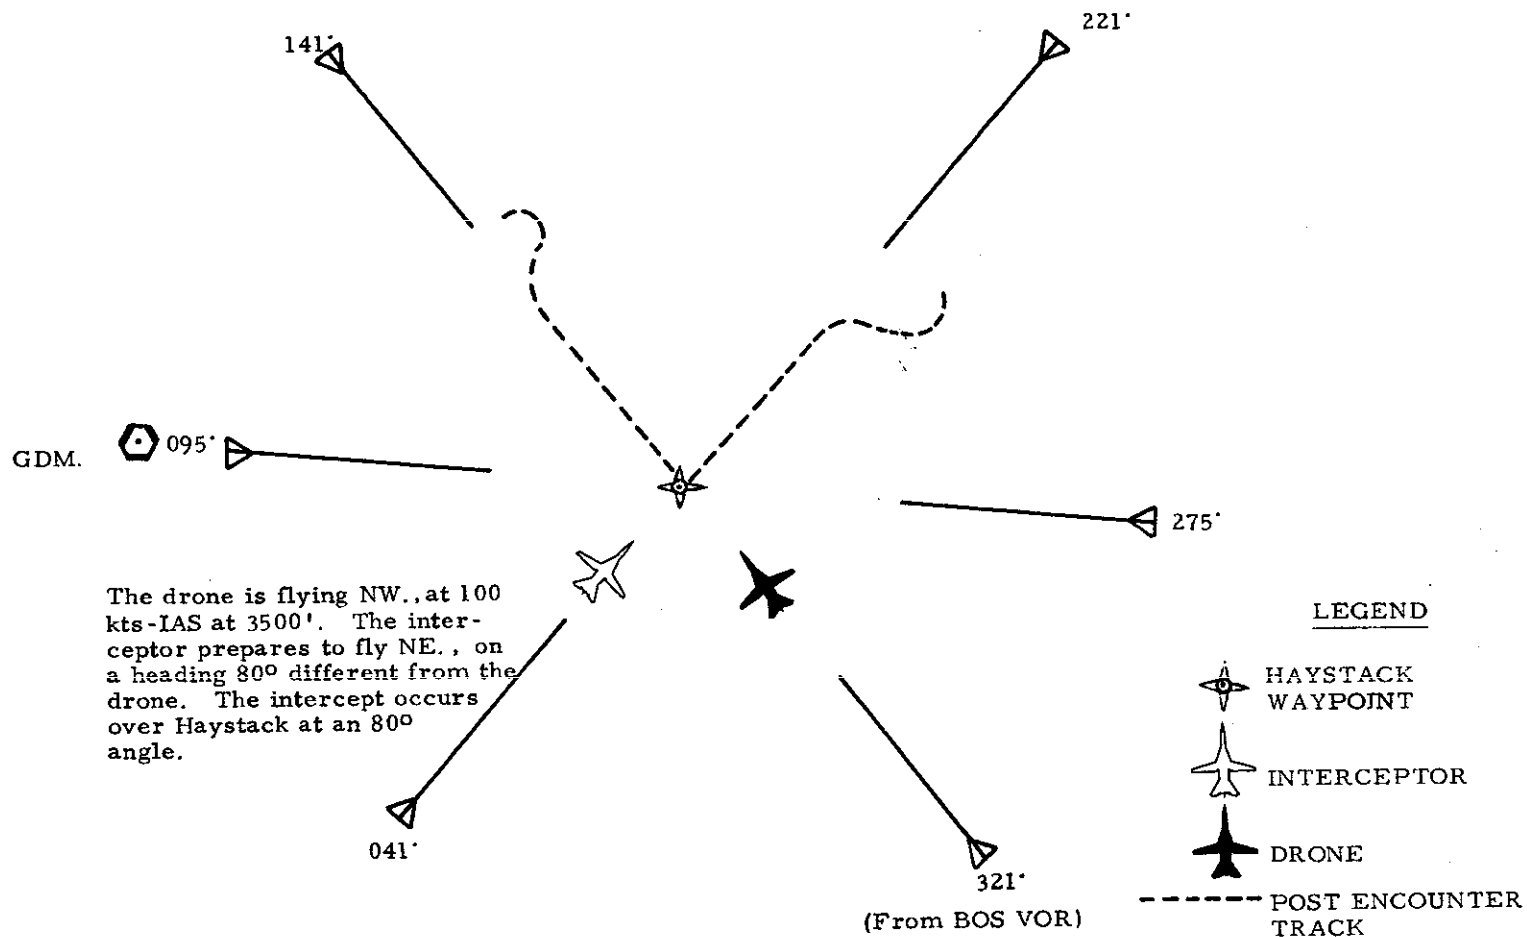 141°
221°
GDM.
095°
275°
The drone is flying NW., at 100
kts-IAS at 3500'. The inter-
ceptor prepares to fly NE., on
a heading 80° different from the
drone. The intercept occurs
over Haystack at an 80°
angle.
041°
321°
(From BOS VOR)
LEGEND
HAYSTACK
WAYPOINT
INTERCEPTOR
DRONE
POST ENCOUNTER
TRACK